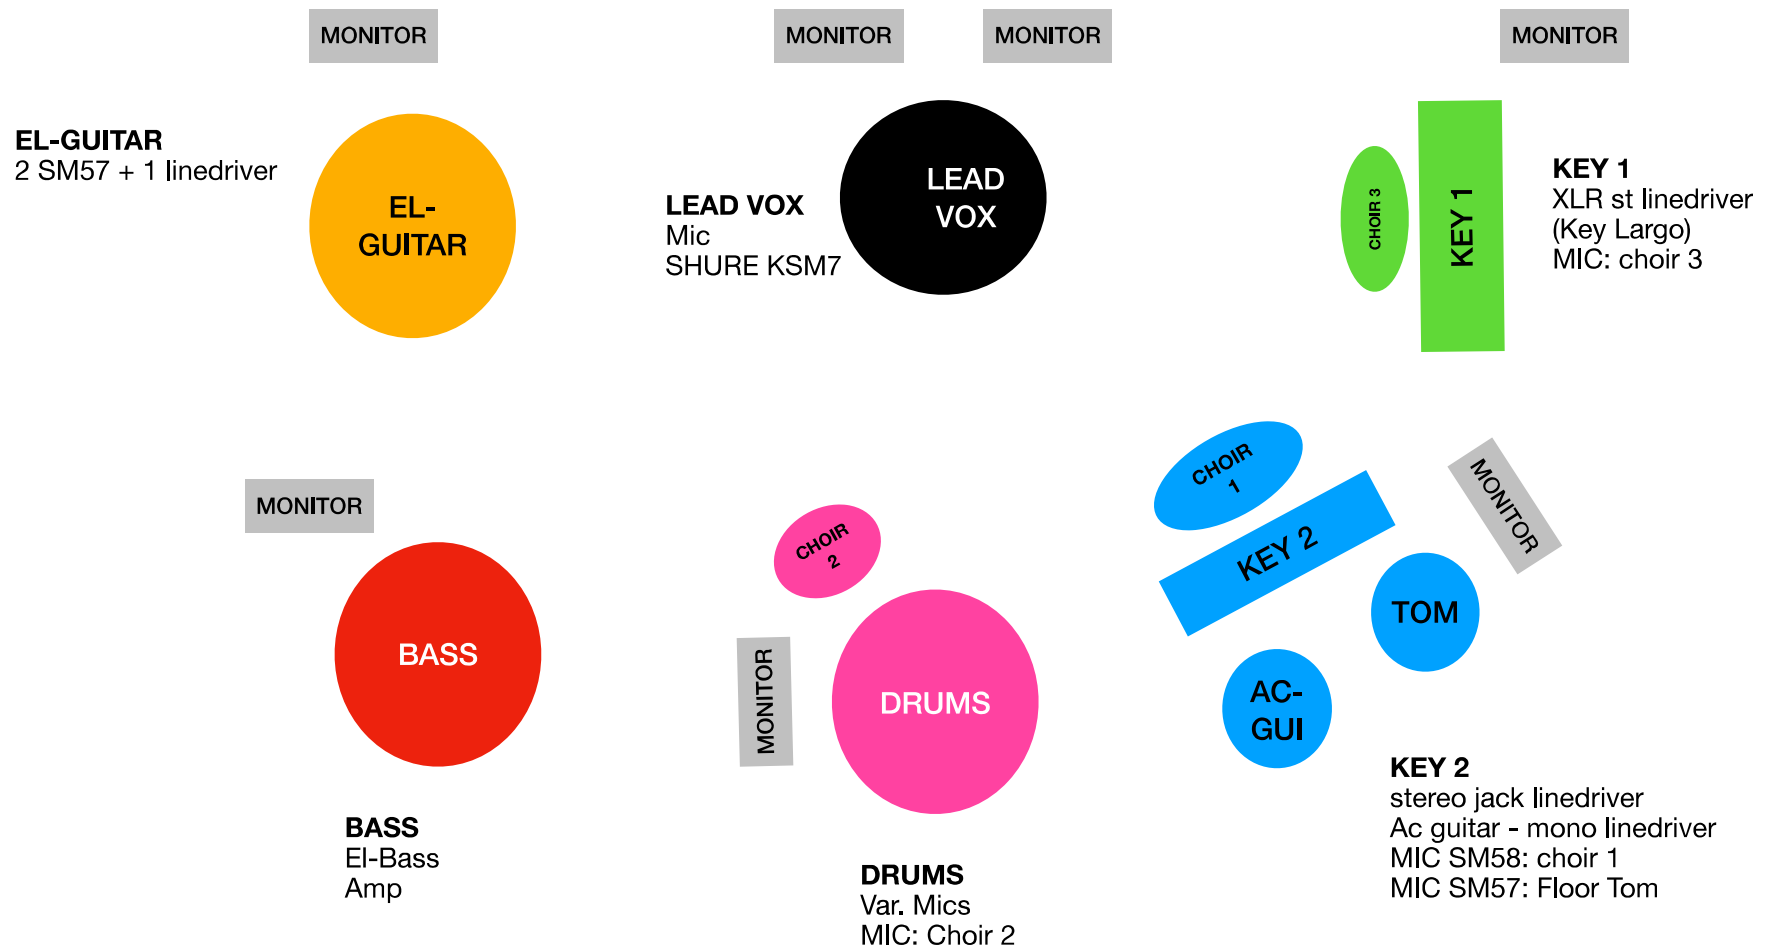 MONITOR
MONITOR
MONITOR
MONITOR
EL-GUITAR
2 SM57 + 1 linedriver
EL-
GUITAR
LEAD VOX
Mic
SHURE KSM7
LEAD
VOX
CHOIR 3
KEY 1
KEY 1
XLR st linedriver
(Key Largo)
MIC: choir 3
MONITOR
BASS
BASS
El-Bass
Amp
CHOIR
2
MONITOR
DRUMS
DRUMS
Var. Mics
MIC: Choir 2
CHOIR
1
KEY 2
MONITOR
TOM
AC-
GUI
KEY 2
stereo jack linedriver
Ac guitar - mono linedriver
MIC SM58: choir 1
MIC SM57: Floor Tom